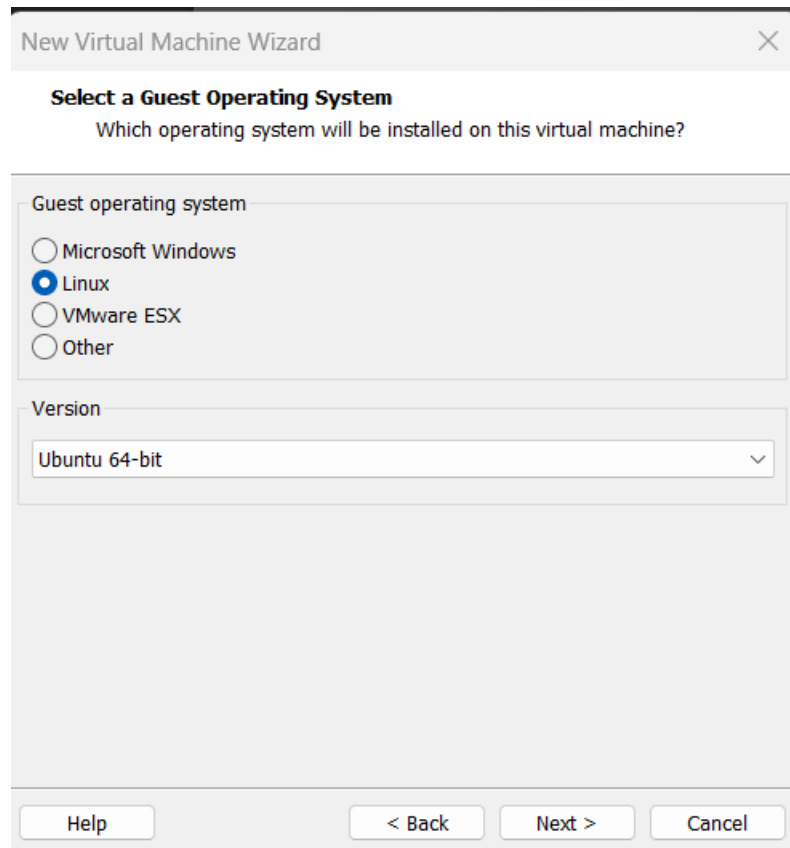 New Virtual Machine Wizard
Select a Guest Operating System
Which operating system will be installed on this virtual machine?
Guest operating system
Microsoft Windows
Linux
VMware ESX
Other
Version
Ubuntu 64-bit
Help
< Back
Next >
Cancel